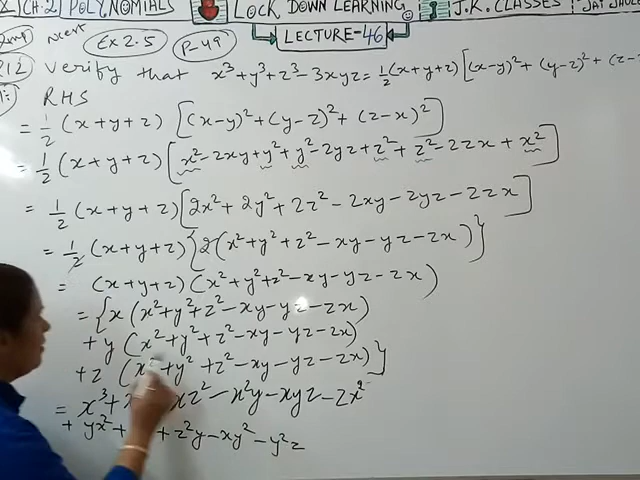 X CH.2 POLYNOMIALS LOCK DOWN LEARNING J.K. CLASSES
LECTURE-46
Imp ncert Ex 2.5 P-49
Q12 Verify that x³+y³+z³-3xyz=½(x+y+z)[(x-y)²+(y-z)²+(z-
RHS
= ½ (x+y+z) [(x-y)²+(y-z)²+(z-x)²]
= ½ (x+y+z) [x²-2xy+y²+y²-2yz+z²+z²-2zx+x²]
= ½ (x+y+z) [2x²+2y²+2z²-2xy-2yz-2zx]
= ½ (x+y+z) {2(x²+y²+z²-xy-yz-zx)}
= (x+y+z)(x²+y²+z²-xy-yz-zx)
= {x(x²+y²+z²-xy-yz-zx)
+y (x²+y²+z²-xy-yz-zx)
+z (x²+y²+z²-xy-yz-zx)}
= x³+ xz²-x²y-xyz-zx²
+ yx²+ +z²y-xy²-y²z